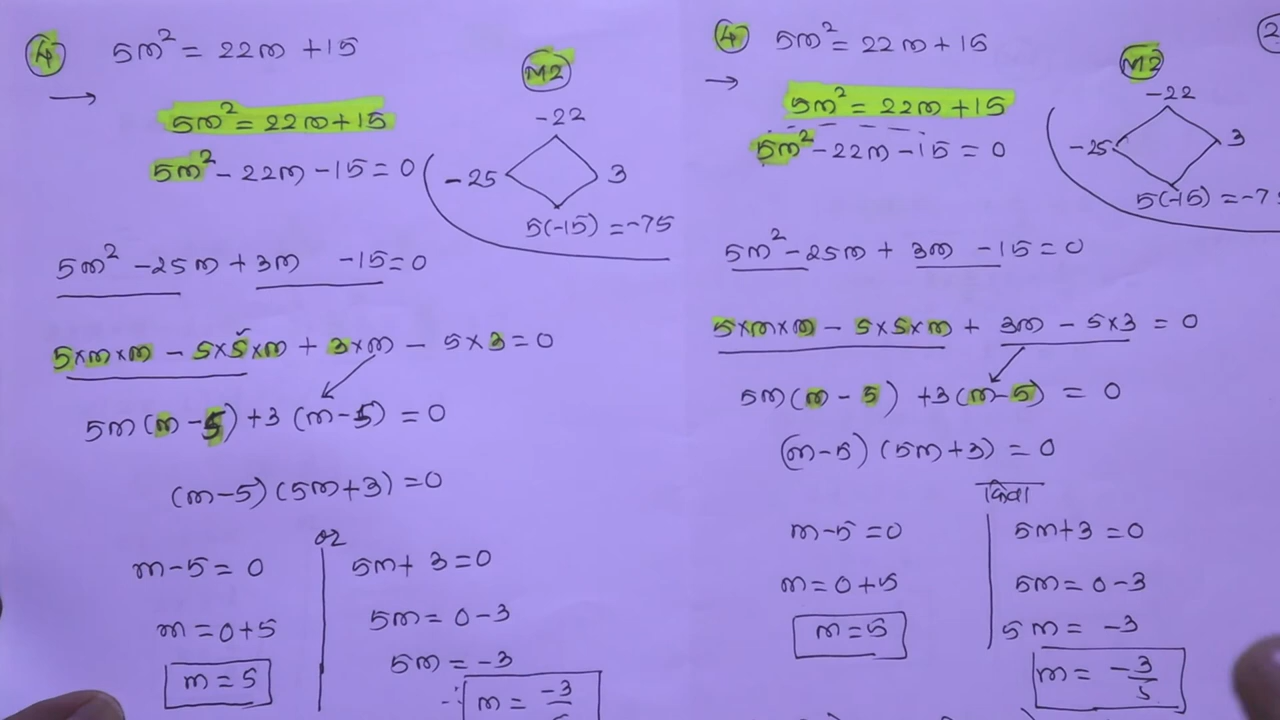 4 5m² = 22m + 15
→
M2
5m² = 22m + 15
-22
5m² - 22m - 15 = 0
-25 3
5(-15) = -75
5m² - 25m + 3m - 15 = 0
5×m×m - 5×5×m + 3×m - 5×3 = 0
5m(m - 5) + 3(m - 5) = 0
(m - 5)(5m + 3) = 0
or
m - 5 = 0 5m + 3 = 0
m = 0 + 5 5m = 0 - 3
m = 5 5m = -3
m = -3/
4 5m² = 22m + 15
→
M2
5m² = 22m + 15
-22
5m² - 22m - 15 = 0
-25 3
5(-15) = -7
5m² - 25m + 3m - 15 = 0
5×m×m - 5×5×m + 3m - 5×3 = 0
5m(m - 5) + 3(m - 5) = 0
(m - 5)(5m + 3) = 0
किंवा
m - 5 = 0 5m + 3 = 0
m = 0 + 5 5m = 0 - 3
m = 5 5m = -3
m = -3/5